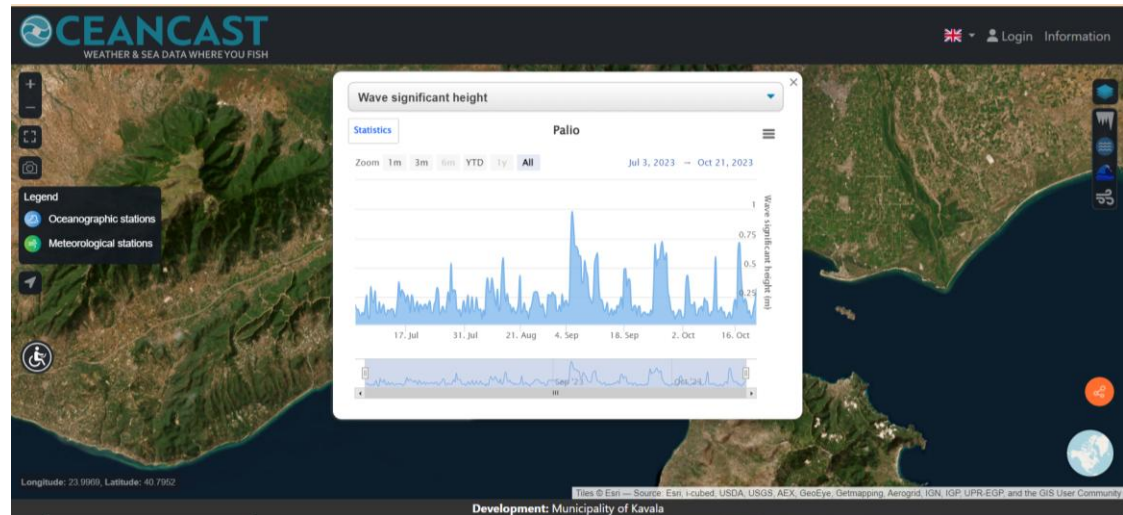 OCEANCAST
WEATHER & SEA DATA WHERE YOU FISH
Login Information
+
−
Legend
Oceanographic stations
Meteorological stations
×
Wave significant height
Statistics
Palio
Zoom 1m 3m 6m YTD 1y All
Jul 3, 2023 → Oct 21, 2023
1
0.75
0.5
0.25
Wave significant height (m)
17. Jul 31. Jul 21. Aug 4. Sep 18. Sep 2. Oct 16. Oct
Sep '23 Oct '23
Longitude: 23.9969, Latitude: 40.7952
Tiles © Esri — Source: Esri, i-cubed, USDA, USGS, AEX, GeoEye, Getmapping, Aerogrid, IGN, IGP, UPR-EGP, and the GIS User Community
Development: Municipality of Kavala